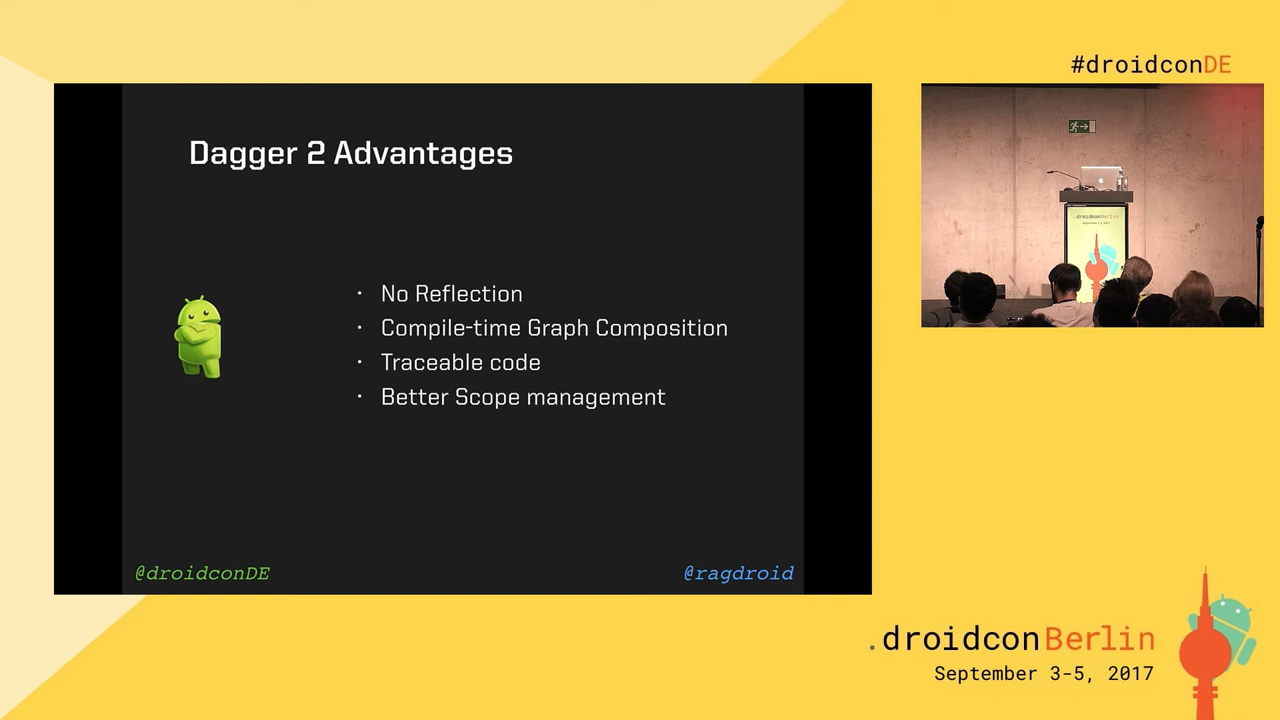 #droidconDE
Dagger 2 Advantages
· No Reflection
· Compile-time Graph Composition
· Traceable code
· Better Scope management
@droidconDE
@ragdroid
.droidconBerlin
.droidconBerlin
September 3-5, 2017